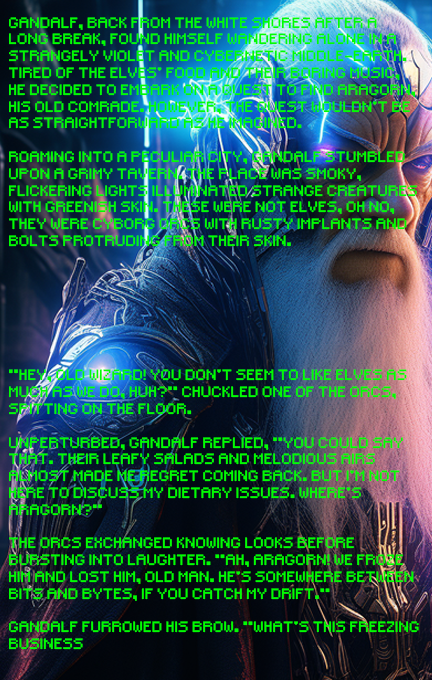 GANDALF, BACK FROM THE WHITE SHORES AFTER A
LONG BREAK, FOUND HIMSELF WANDERING ALONE IN A
STRANGELY VIOLET AND CYBERNETIC MIDDLE-EARTH.
TIRED OF THE ELVES' FOOD AND THEIR BORING MUSIC,
HE DECIDED TO EMBARK ON A QUEST TO FIND ARAGORN,
HIS OLD COMRADE. HOWEVER, THE QUEST WOULDN'T BE
AS STRAIGHTFORWARD AS HE IMAGINED.
ROAMING INTO A PECULIAR CITY, GANDALF STUMBLED
UPON A GRIMY TAVERN. THE PLACE WAS SMOKY,
FLICKERING LIGHTS ILLUMINATED STRANGE CREATURES
WITH GREENISH SKIN. THESE WERE NOT ELVES, OH NO,
THEY WERE CYBORG ORCS WITH RUSTY IMPLANTS AND
BOLTS PROTRUDING FROM THEIR SKIN.
""HEY, OLD WIZARD! YOU DON'T SEEM TO LIKE ELVES AS
MUCH AS WE DO, HUH?"" CHUCKLED ONE OF THE ORCS,
SPITTING ON THE FLOOR.
UNPERTURBED, GANDALF REPLIED, ""YOU COULD SAY
THAT. THEIR LEAFY SALADS AND MELODIOUS AIRS
ALMOST MADE ME REGRET COMING BACK. BUT I'M NOT
HERE TO DISCUSS MY DIETARY ISSUES. WHERE'S
ARAGORN?""
THE ORCS EXCHANGED KNOWING LOOKS BEFORE
BURSTING INTO LAUGHTER. ""AH, ARAGORN! WE FROZE
HIM AND LOST HIM, OLD MAN. HE'S SOMEWHERE BETWEEN
BITS AND BYTES, IF YOU CATCH MY DRIFT.""
GANDALF FURROWED HIS BROW. ""WHAT'S THIS FREEZING
BUSINESS